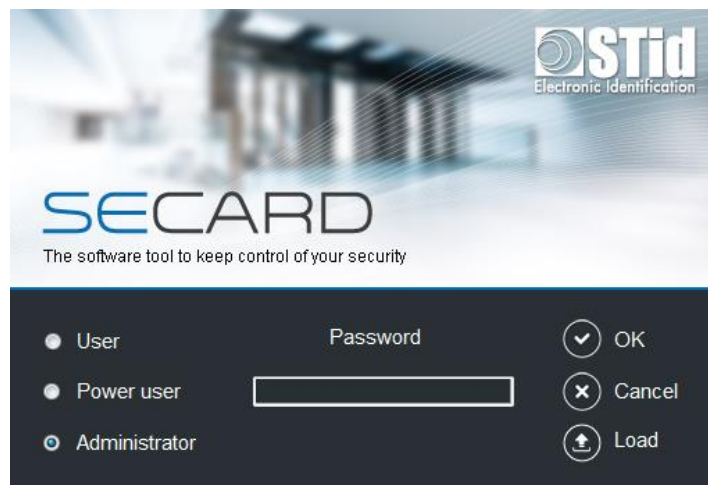 STid
Electronic Identification
SECARD
The software tool to keep control of your security
User
Password
OK
Power user
Cancel
Administrator
Load